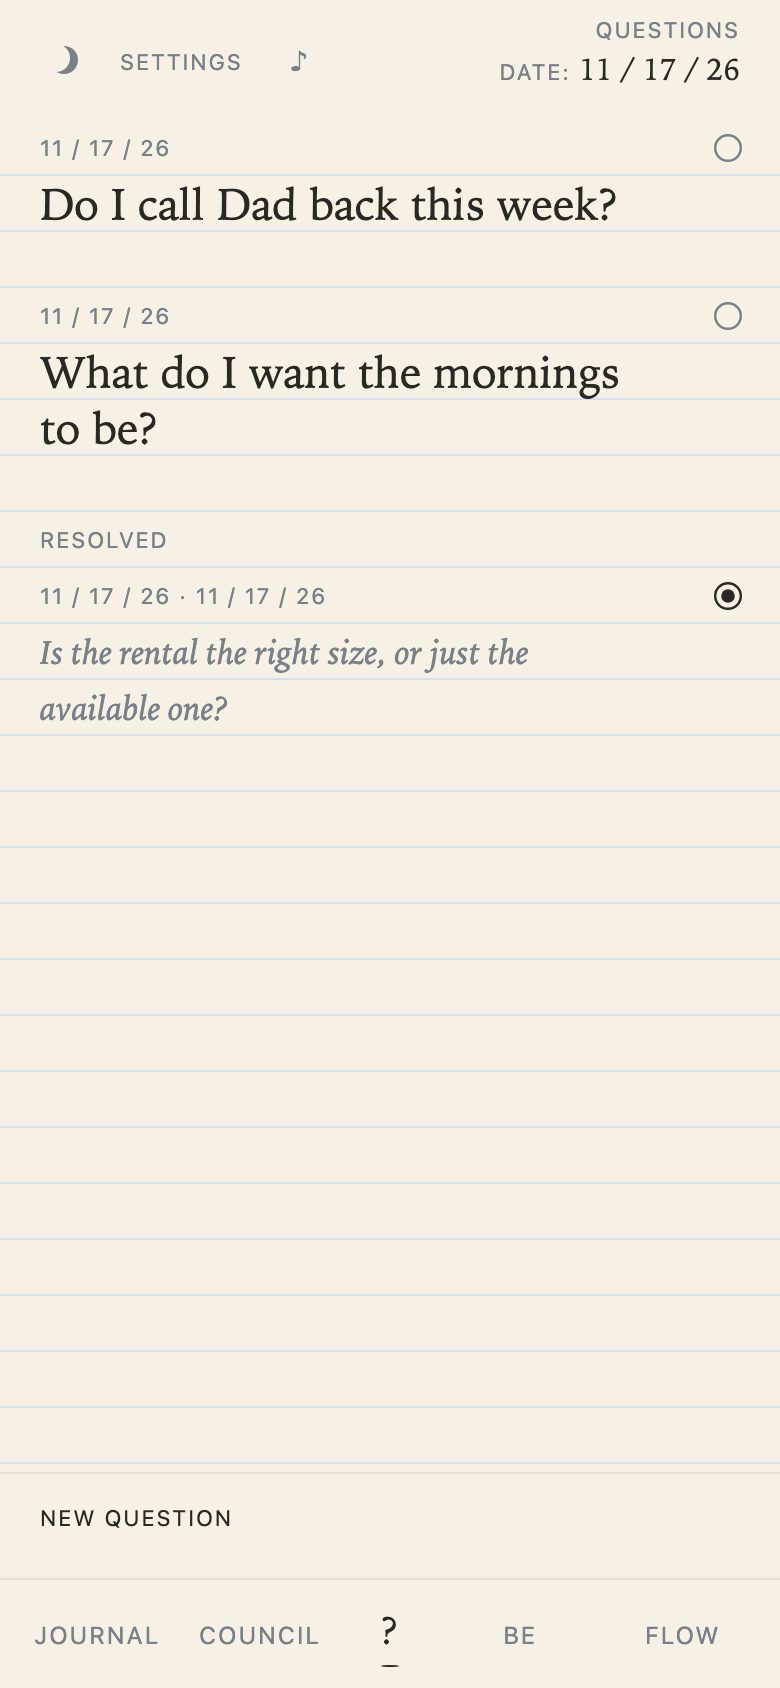 SETTINGS ♪
QUESTIONS
DATE: 11 / 17 / 26
11 / 17 / 26
Do I call Dad back this week?
11 / 17 / 26
What do I want the mornings
to be?
RESOLVED
11 / 17 / 26 · 11 / 17 / 26
Is the rental the right size, or just the
available one?
NEW QUESTION
JOURNAL COUNCIL ? BE FLOW